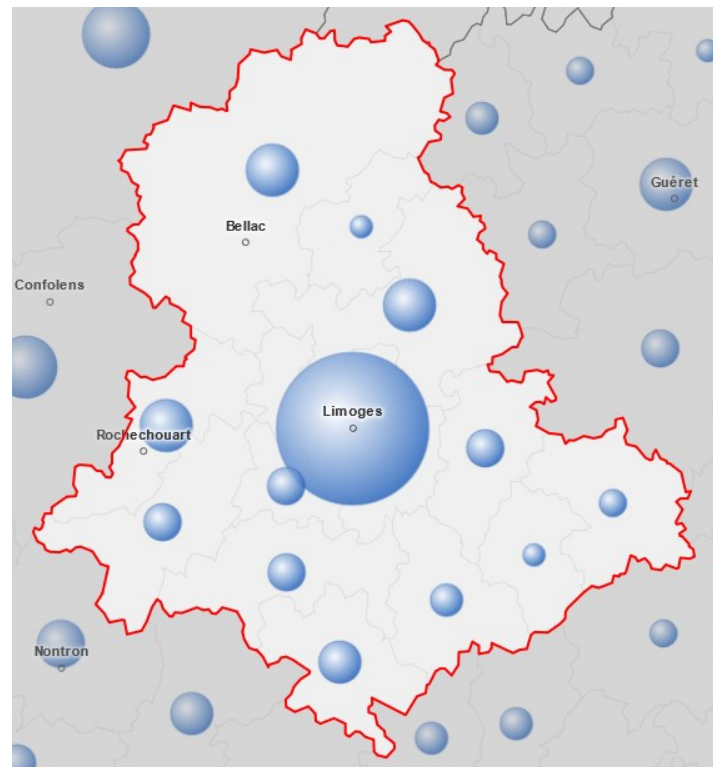 Guéret
Bellac
Confolens
Limoges
Rochechouart
Nontron